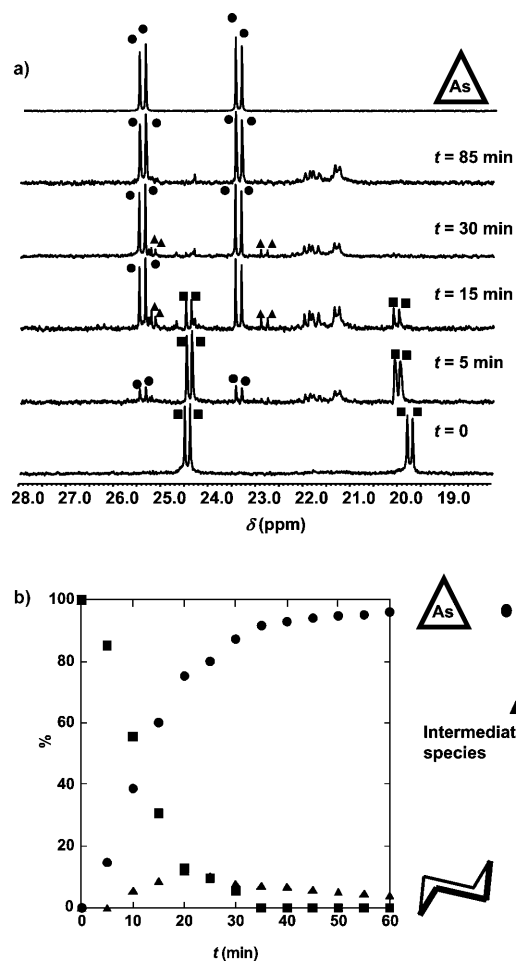 a)
As
t = 85 min
t = 30 min
t = 15 min
t = 5 min
t = 0
28.0 27.0 26.0 25.0 24.0 23.0 22.0 21.0 20.0 19.0
δ (ppm)
b)
100
80
60
40
20
0
%
0 10 20 30 40 50 60
t (min)
As
Intermediat
species